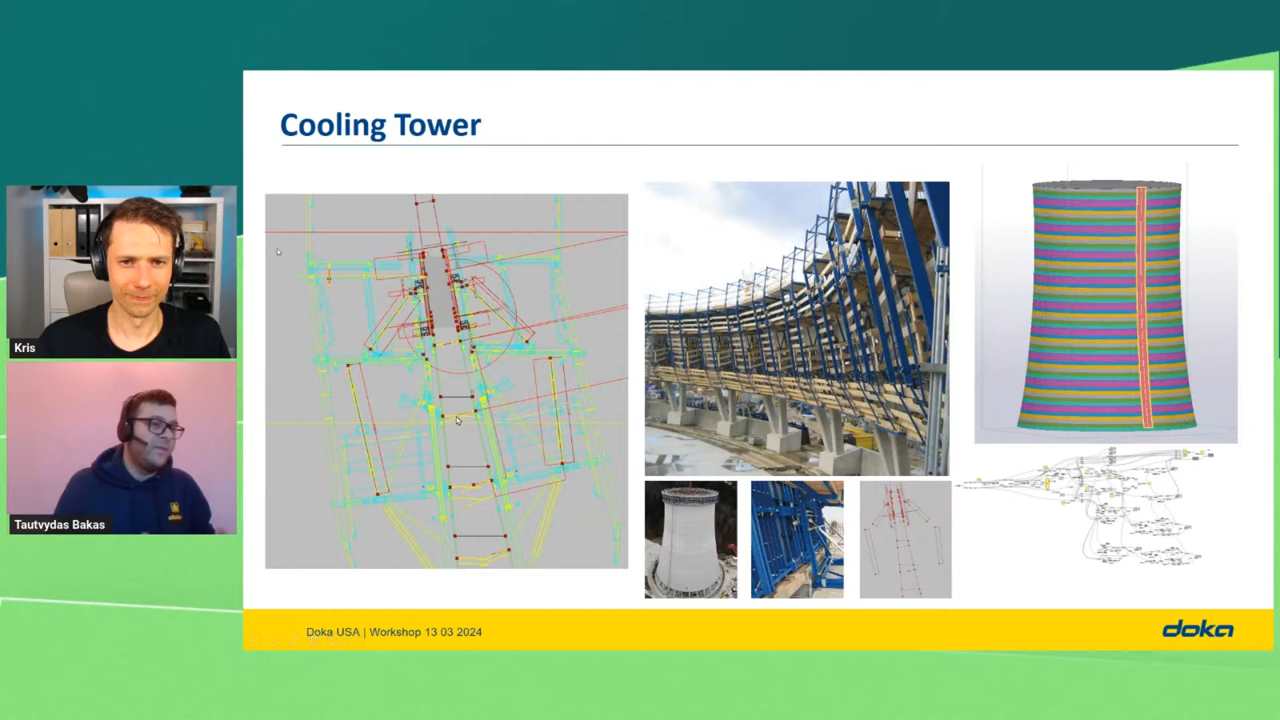 Cooling Tower
Kris
Tautvydas Bakas
Doka USA | Workshop 13 03 2024
doka